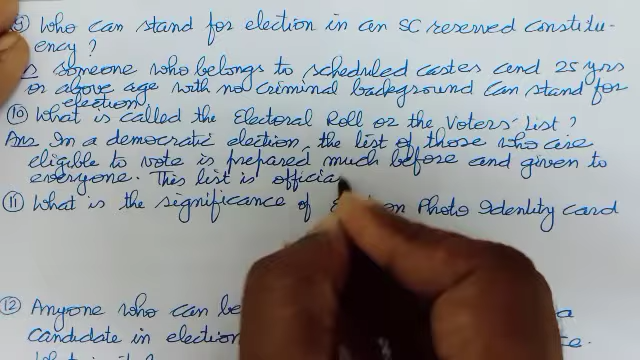 9) Who can stand for election in an SC reserved constitu-
ency?
s someone who belongs to scheduled castes and 25 yrs
or above age with no criminal background can stand for
election
10 What is called the Electoral Roll or the Voters' List?
Ans In a democratic election, the list of those who are
eligible to vote is prepared much before and given to
everyone. This list is officia
11 What is the significance of Photo Identity card
12 Anyone who can be a
candidate in election